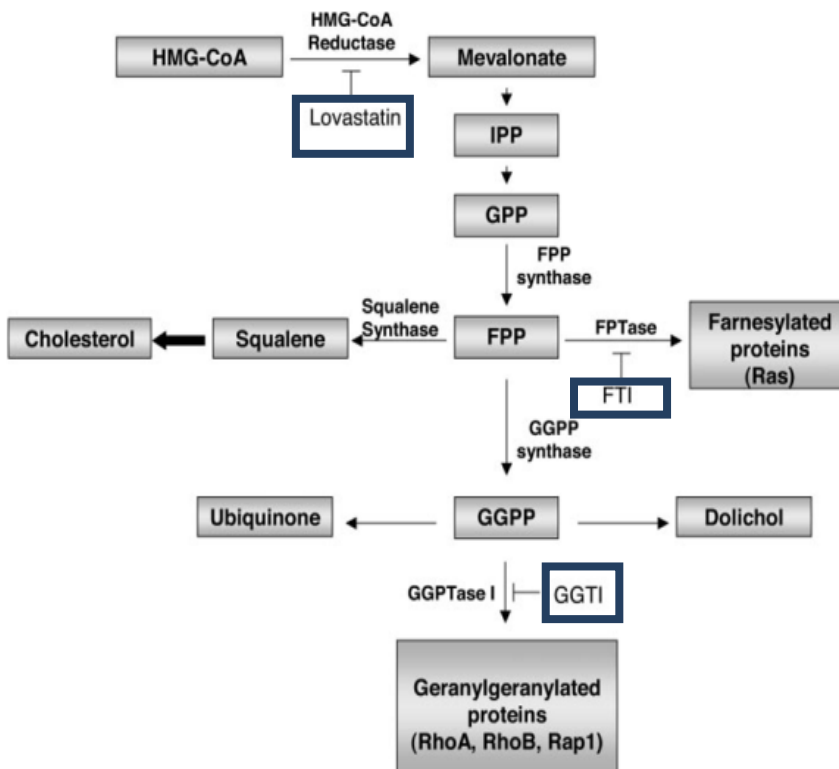 HMG-CoA
Reductase
HMG-CoA
Mevalonate
Lovastatin
IPP
GPP
FPP
synthase
Squalene
Synthase
Cholesterol
Squalene
FPP
FPTase
Farnesylated
proteins
(Ras)
FTI
GGPP
synthase
Ubiquinone
GGPP
Dolichol
GGPTase I
GGTI
Geranylgeranylated
proteins
(RhoA, RhoB, Rap1)